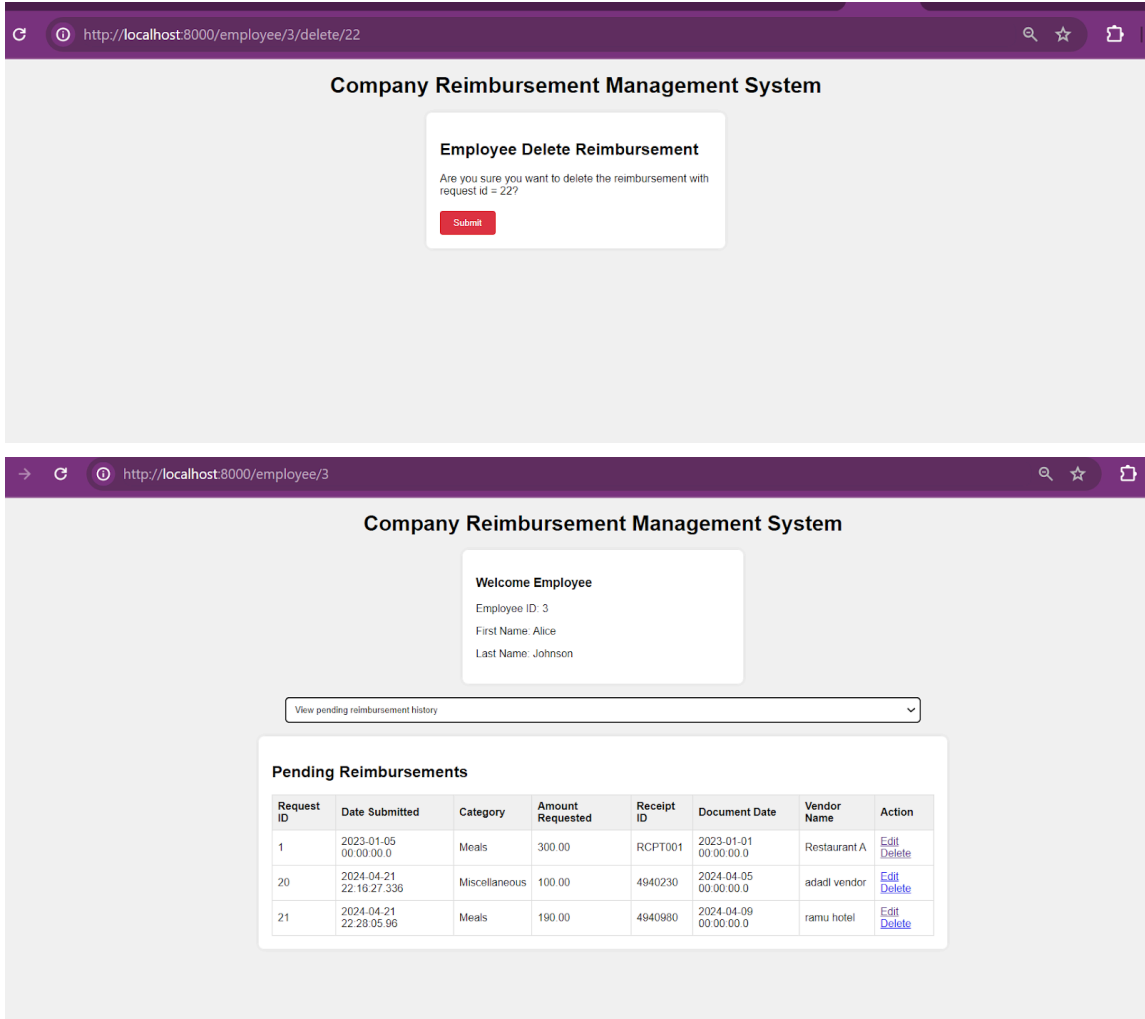 http://localhost:8000/employee/3/delete/22
Company Reimbursement Management System
Employee Delete Reimbursement
Are you sure you want to delete the reimbursement with
request id = 22?
Submit
http://localhost:8000/employee/3
Company Reimbursement Management System
Welcome Employee
Employee ID: 3
First Name: Alice
Last Name: Johnson
View pending reimbursement history
Pending Reimbursements
Request ID Date Submitted Category Amount Requested Receipt ID Document Date Vendor Name Action
1 2023-01-05 00:00:00.0 Meals 300.00 RCPT001 2023-01-01 00:00:00.0 Restaurant A Edit Delete
20 2024-04-21 22:16:27.336 Miscellaneous 100.00 4940230 2024-04-05 00:00:00.0 adadl vendor Edit Delete
21 2024-04-21 22:28:05.96 Meals 190.00 4940980 2024-04-09 00:00:00.0 ramu hotel Edit Delete